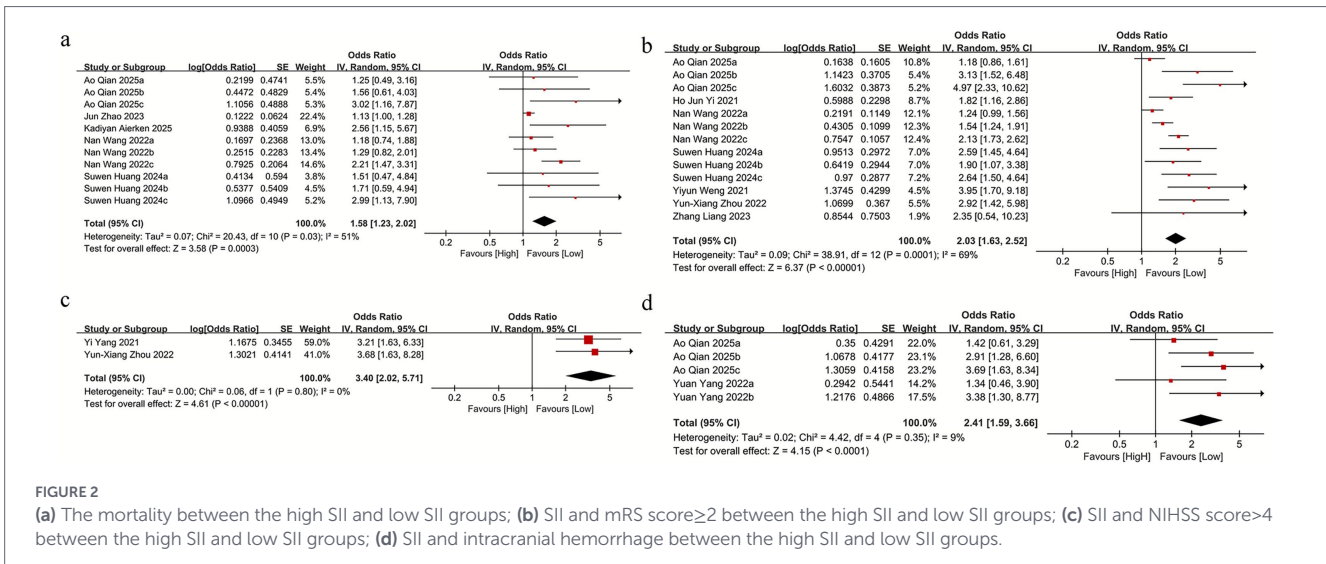 a
Odds Ratio Odds Ratio
Study or Subgroup log[Odds Ratio] SE Weight IV, Random, 95% CI IV, Random, 95% CI
Ao Qian 2025a 0.2199 0.4741 5.5% 1.25 [0.49, 3.16]
Ao Qian 2025b 0.4472 0.4829 5.4% 1.56 [0.61, 4.03]
Ao Qian 2025c 1.1056 0.4888 5.3% 3.02 [1.16, 7.87]
Jun Zhao 2023 0.1222 0.0624 22.4% 1.13 [1.00, 1.28]
Kadiyan Aierken 2025 0.9388 0.4059 6.9% 2.56 [1.15, 5.67]
Nan Wang 2022a 0.1697 0.2368 13.0% 1.18 [0.74, 1.88]
Nan Wang 2022b 0.2515 0.2283 13.4% 1.29 [0.82, 2.01]
Nan Wang 2022c 0.7925 0.2064 14.6% 2.21 [1.47, 3.31]
Suwen Huang 2024a 0.4134 0.594 3.8% 1.51 [0.47, 4.84]
Suwen Huang 2024b 0.5377 0.5409 4.5% 1.71 [0.59, 4.94]
Suwen Huang 2024c 1.0966 0.4949 5.2% 2.99 [1.13, 7.90]
Total (95% CI) 100.0% 1.58 [1.23, 2.02]
Heterogeneity: Tau² = 0.07; Chi² = 20.43, df = 10 (P = 0.03); I² = 51%
Test for overall effect: Z = 3.58 (P = 0.0003)
0.2 0.5 1 2 5
Favours [High] Favours [Low]
b
Odds Ratio Odds Ratio
Study or Subgroup log[Odds Ratio] SE Weight IV, Random, 95% CI IV, Random, 95% CI
Ao Qian 2025a 0.1638 0.1605 10.8% 1.18 [0.86, 1.61]
Ao Qian 2025b 1.1423 0.3705 5.4% 3.13 [1.52, 6.48]
Ao Qian 2025c 1.6032 0.3873 5.2% 4.97 [2.33, 10.62]
Ho Jun Yi 2021 0.5988 0.2298 8.7% 1.82 [1.16, 2.86]
Nan Wang 2022a 0.2191 0.1149 12.1% 1.24 [0.99, 1.56]
Nan Wang 2022b 0.4305 0.1099 12.3% 1.54 [1.24, 1.91]
Nan Wang 2022c 0.7547 0.1057 12.4% 2.13 [1.73, 2.62]
Suwen Huang 2024a 0.9513 0.2972 7.0% 2.59 [1.45, 4.64]
Suwen Huang 2024b 0.6419 0.2944 7.0% 1.90 [1.07, 3.38]
Suwen Huang 2024c 0.97 0.2877 7.2% 2.64 [1.50, 4.64]
Yiyun Weng 2021 1.3745 0.4299 4.5% 3.95 [1.70, 9.18]
Yun-Xiang Zhou 2022 1.0699 0.367 5.5% 2.92 [1.42, 5.98]
Zhang Liang 2023 0.8544 0.7503 1.9% 2.35 [0.54, 10.23]
Total (95% CI) 100.0% 2.03 [1.63, 2.52]
Heterogeneity: Tau² = 0.09; Chi² = 38.91, df = 12 (P = 0.0001); I² = 69%
Test for overall effect: Z = 6.37 (P < 0.00001)
0.2 0.5 1 2 5
Favours [High] Favours [Low]
c
Odds Ratio Odds Ratio
Study or Subgroup log[Odds Ratio] SE Weight IV, Random, 95% CI IV, Random, 95% CI
Yi Yang 2021 1.1675 0.3455 59.0% 3.21 [1.63, 6.33]
Yun-Xiang Zhou 2022 1.3021 0.4141 41.0% 3.68 [1.63, 8.28]
Total (95% CI) 100.0% 3.40 [2.02, 5.71]
Heterogeneity: Tau² = 0.00; Chi² = 0.06, df = 1 (P = 0.80); I² = 0%
Test for overall effect: Z = 4.61 (P < 0.00001)
0.2 0.5 1 2 5
Favours [High] Favours [Low]
d
Odds Ratio Odds Ratio
Study or Subgroup log[Odds Ratio] SE Weight IV, Random, 95% CI IV, Random, 95% CI
Ao Qian 2025a 0.35 0.4291 22.0% 1.42 [0.61, 3.29]
Ao Qian 2025b 1.0678 0.4177 23.1% 2.91 [1.28, 6.60]
Ao Qian 2025c 1.3059 0.4158 23.2% 3.69 [1.63, 8.34]
Yuan Yang 2022a 0.2942 0.5441 14.2% 1.34 [0.46, 3.90]
Yuan Yang 2022b 1.2176 0.4866 17.5% 3.38 [1.30, 8.77]
Total (95% CI) 100.0% 2.41 [1.59, 3.66]
Heterogeneity: Tau² = 0.02; Chi² = 4.42, df = 4 (P = 0.35); I² = 9%
Test for overall effect: Z = 4.15 (P < 0.0001)
0.2 0.5 1 2 5
Favours [HigH] Favours [Low]
FIGURE 2
(a) The mortality between the high SII and low SII groups; (b) SII and mRS score≥2 between the high SII and low SII groups; (c) SII and NIHSS score>4
between the high SII and low SII groups; (d) SII and intracranial hemorrhage between the high SII and low SII groups.